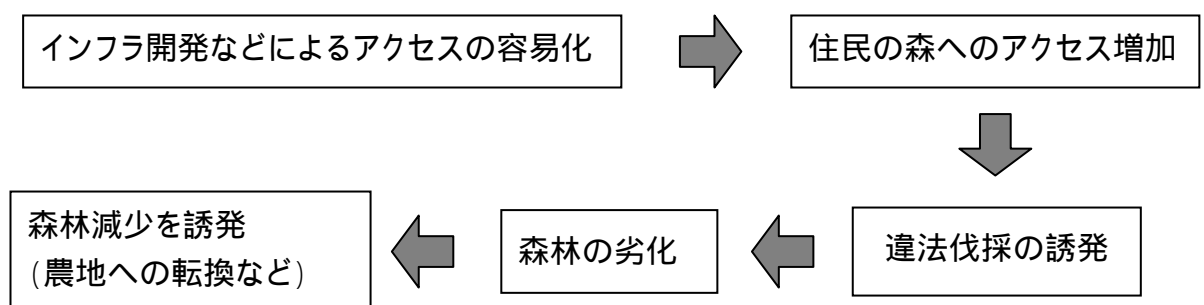 インフラ開発などによるアクセスの容易化
住民の森へのアクセス増加
違法伐採の誘発
森林の劣化
森林減少を誘発
(農地への転換など)